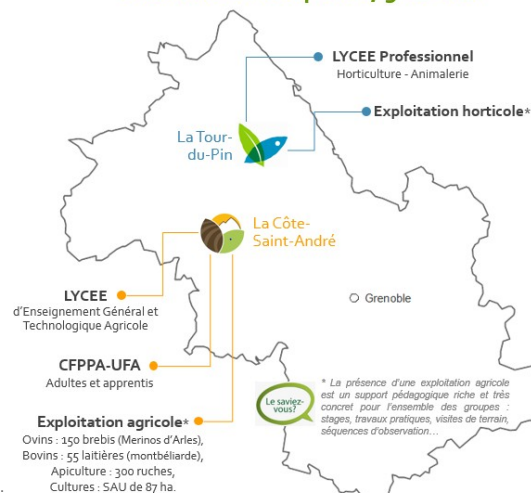 LYCEE Professionnel
Horticulture - Animalerie
Exploitation horticole*
La Tour-
du-Pin
La Côte-
Saint-André
LYCEE
d'Enseignement Général et
Technologique Agricole
Grenoble
CFPPA-UFA
Adultes et apprentis
Le saviez-
vous?
* La présence d'une exploitation agricole
est un support pédagogique riche et très
concret pour l'ensemble des groupes :
stages, travaux pratiques, visites de terrain,
séquences d'observation…
Exploitation agricole*
Ovins : 150 brebis (Merinos d'Arles),
Bovins : 55 laitières (montbéliarde),
Apiculture : 300 ruches,
Cultures : SAU de 87 ha.